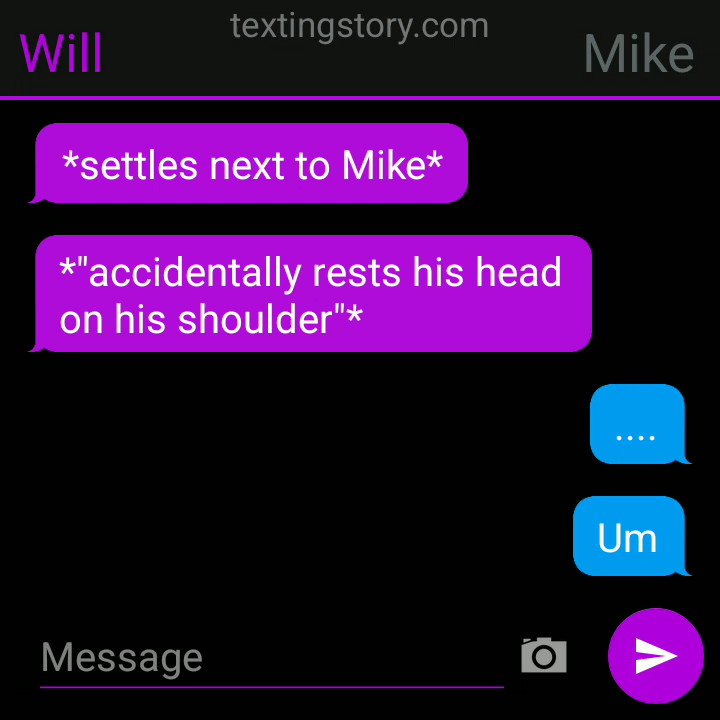 textingstory.com
Will
Mike
*settles next to Mike*
*"accidentally rests his head
on his shoulder"*
....
Um
Message